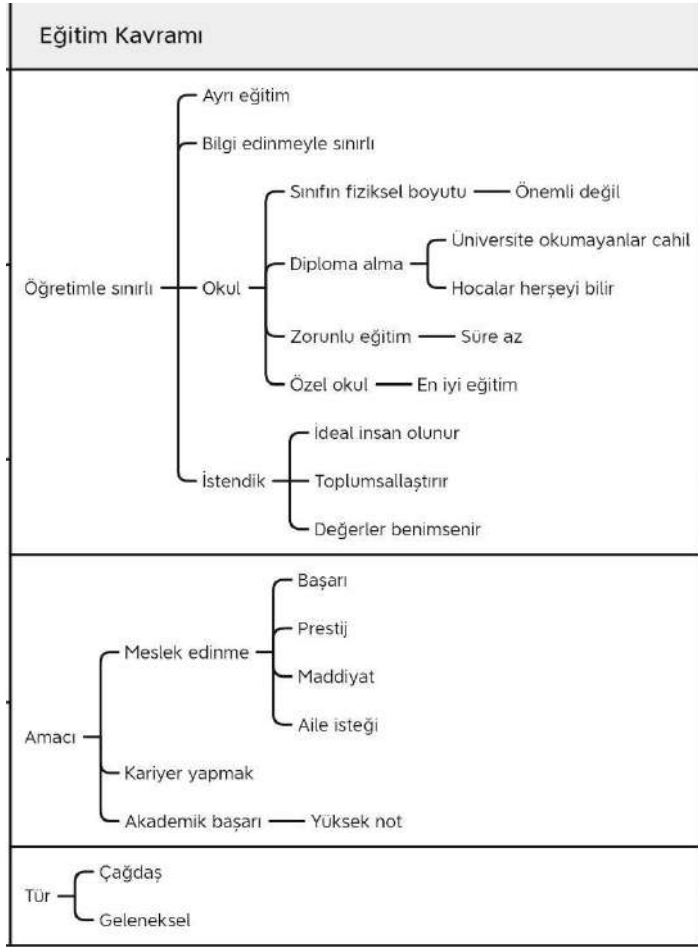 Eğitim Kavramı
Ayrı eğitim
Bilgi edinmeyle sınırlı
Sınıfın fiziksel boyutu
Önemli değil
Üniversite okumayanlar cahil
Diploma alma
Hocalar herşeyi bilir
Öğretimle sınırlı
Okul
Zorunlu eğitim
Süre az
Özel okul
En iyi eğitim
İdeal insan olunur
İstendik
Toplumsallaştırır
Değerler benimsenir
Başarı
Prestij
Meslek edinme
Maddiyat
Aile isteği
Amacı
Kariyer yapmak
Akademik başarı
Yüksek not
Çağdaş
Tür
Geleneksel